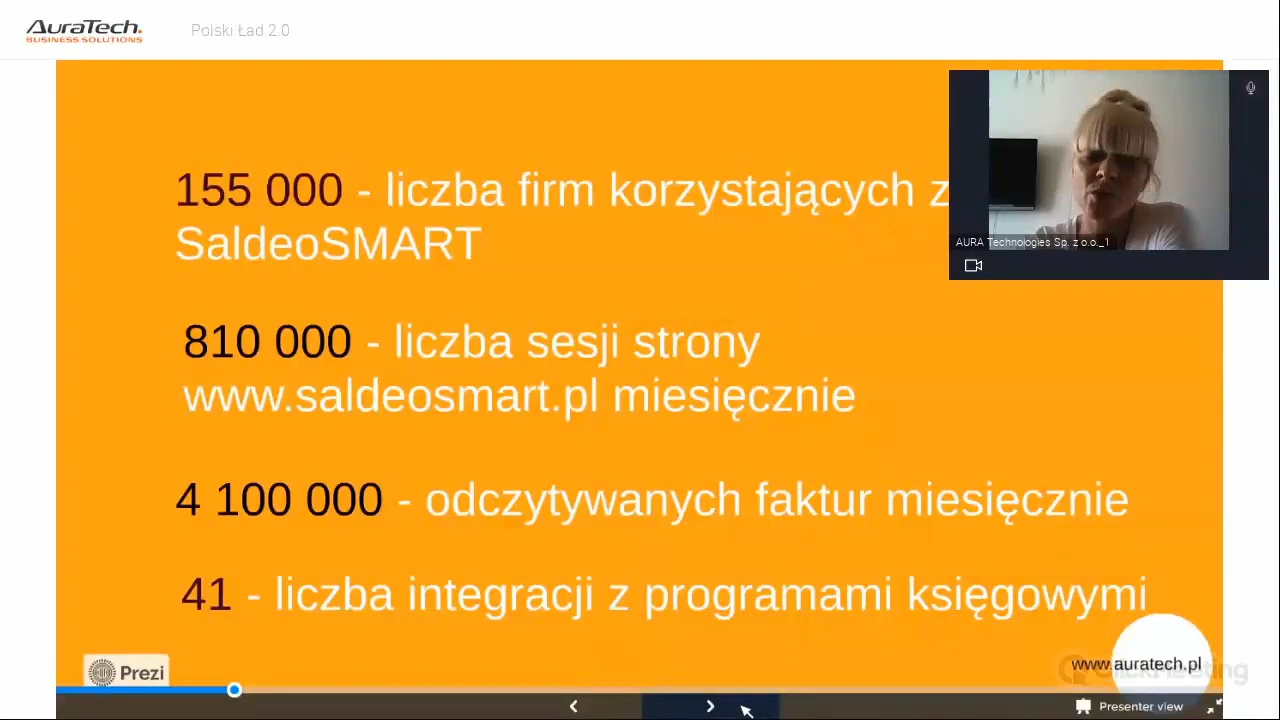 AURATECH.
BUSINESS SOLUTIONS
Polski Ład 2.0
155 000 - liczba firm korzystających z
SaldeoSMART
AURA Technologies Sp. z o.o._1
810 000 - liczba sesji strony
www.saldeosmart.pl miesięcznie
4 100 000 - odczytywanych faktur miesięcznie
41 - liczba integracji z programami księgowymi
Prezi
www.auratech.pl
ClickMeeting
Presenter view